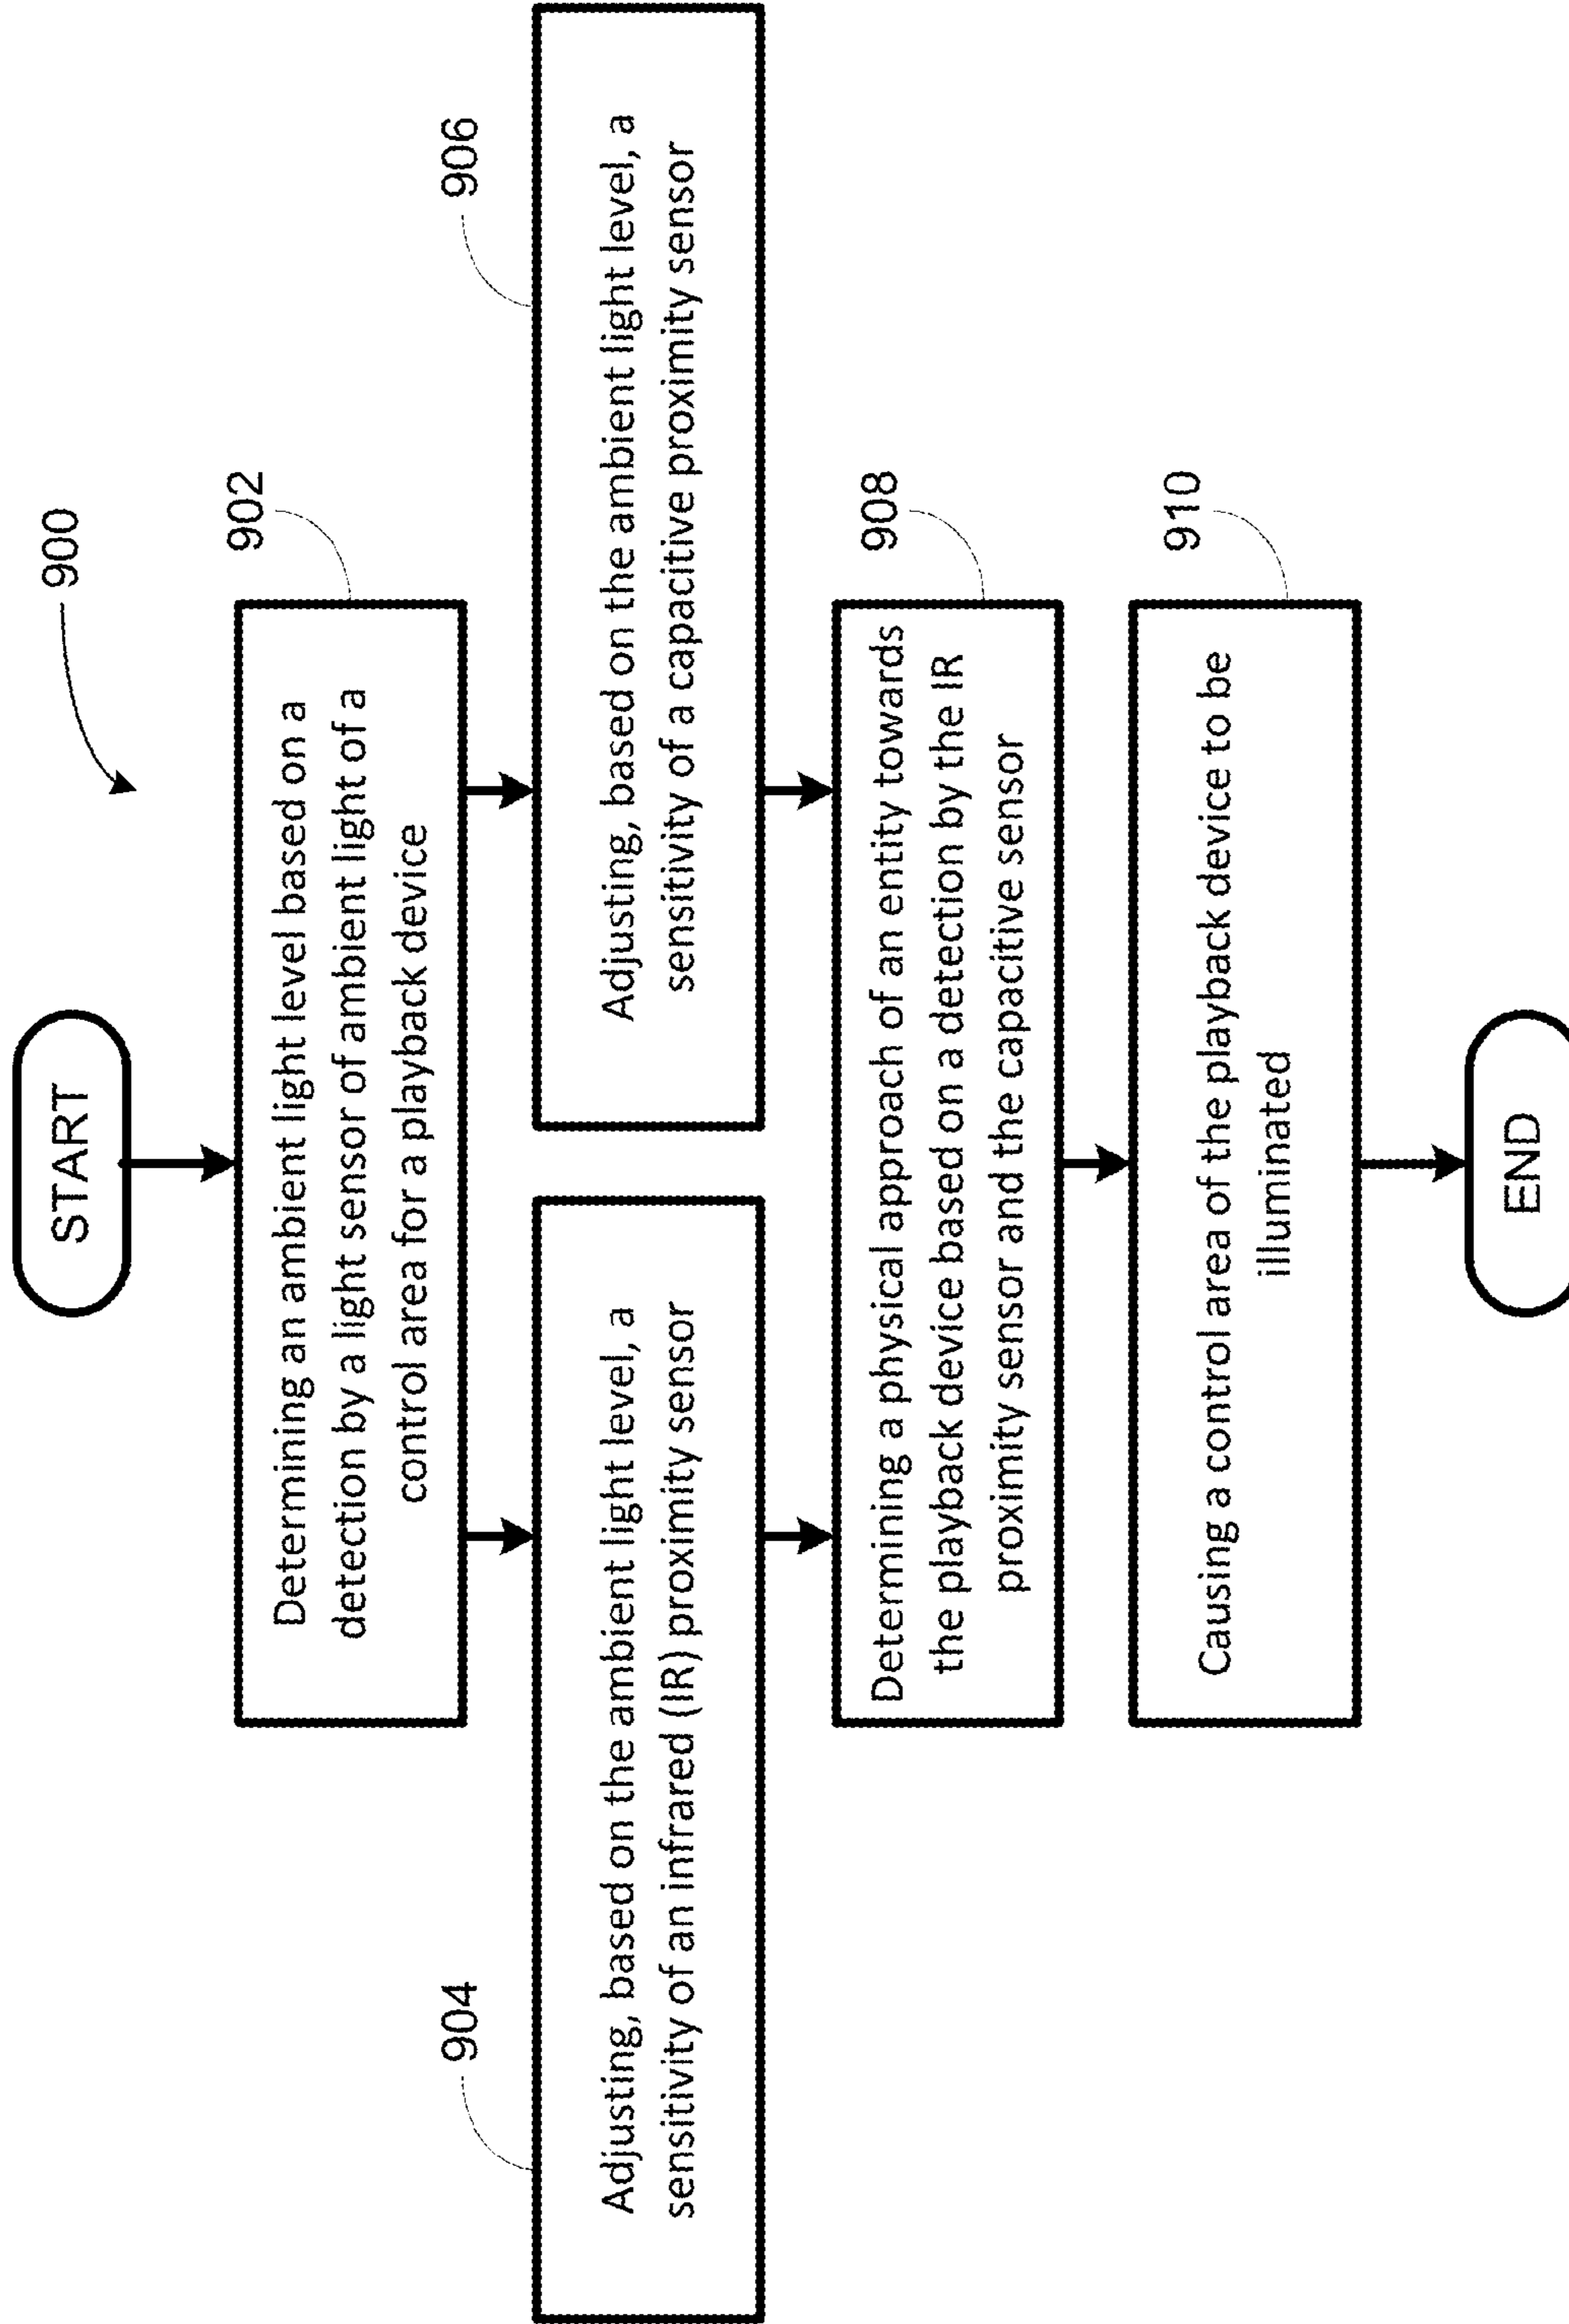 900
START
902
Determining an ambient light level based on a
detection by a light sensor of ambient light of a
control area for a playback device
904
Adjusting, based on the ambient light level, a
sensitivity of an infrared (IR) proximity sensor
906
Adjusting, based on the ambient light level, a
sensitivity of a capacitive proximity sensor
908
Determining a physical approach of an entity towards
the playback device based on a detection by the IR
proximity sensor and the capacitive sensor
910
Causing a control area of the playback device to be
illuminated
END